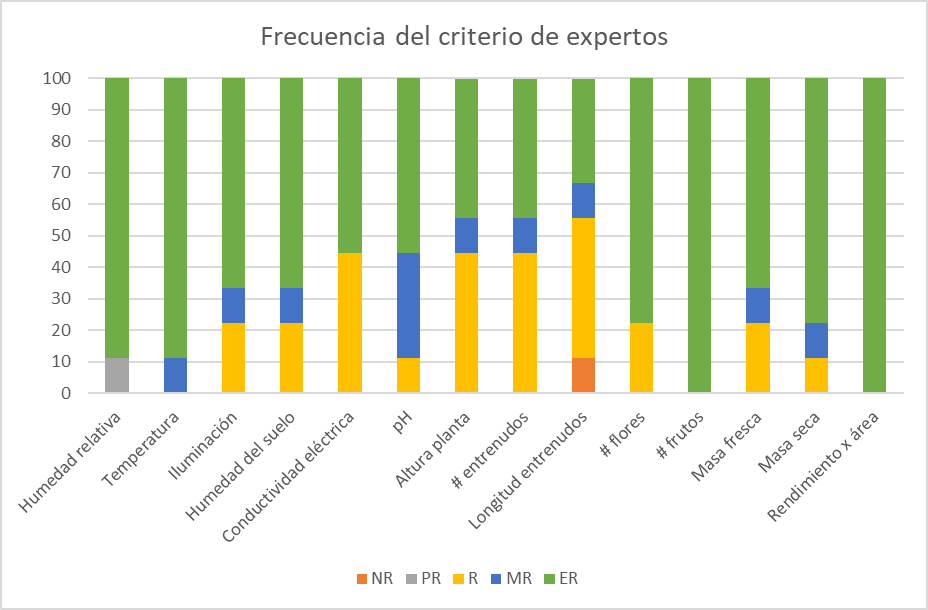 Frecuencia del criterio de expertos
100
90
80
70
60
50
40
30
20
10
0
Humedad relativa
Temperatura
Iluminación
Humedad del suelo
Conductividad eléctrica
pH
Altura planta
# entrenudos
Longitud entrenudos
# flores
# frutos
Masa fresca
Masa seca
Rendimiento x área
NR PR R MR ER